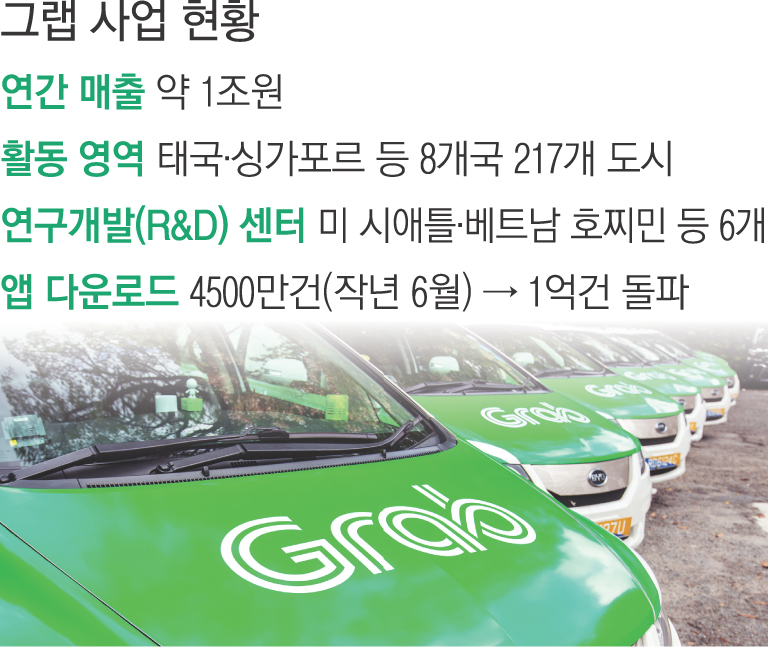 그랩 사업 현황
연간 매출 약 1조원
활동 영역 태국·싱가포르 등 8개국 217개 도시
연구개발(R&D) 센터 미 시애틀·베트남 호찌민 등 6개
앱 다운로드 4500만건(작년 6월) → 1억건 돌파
Grab
Grab
Grab
BYD